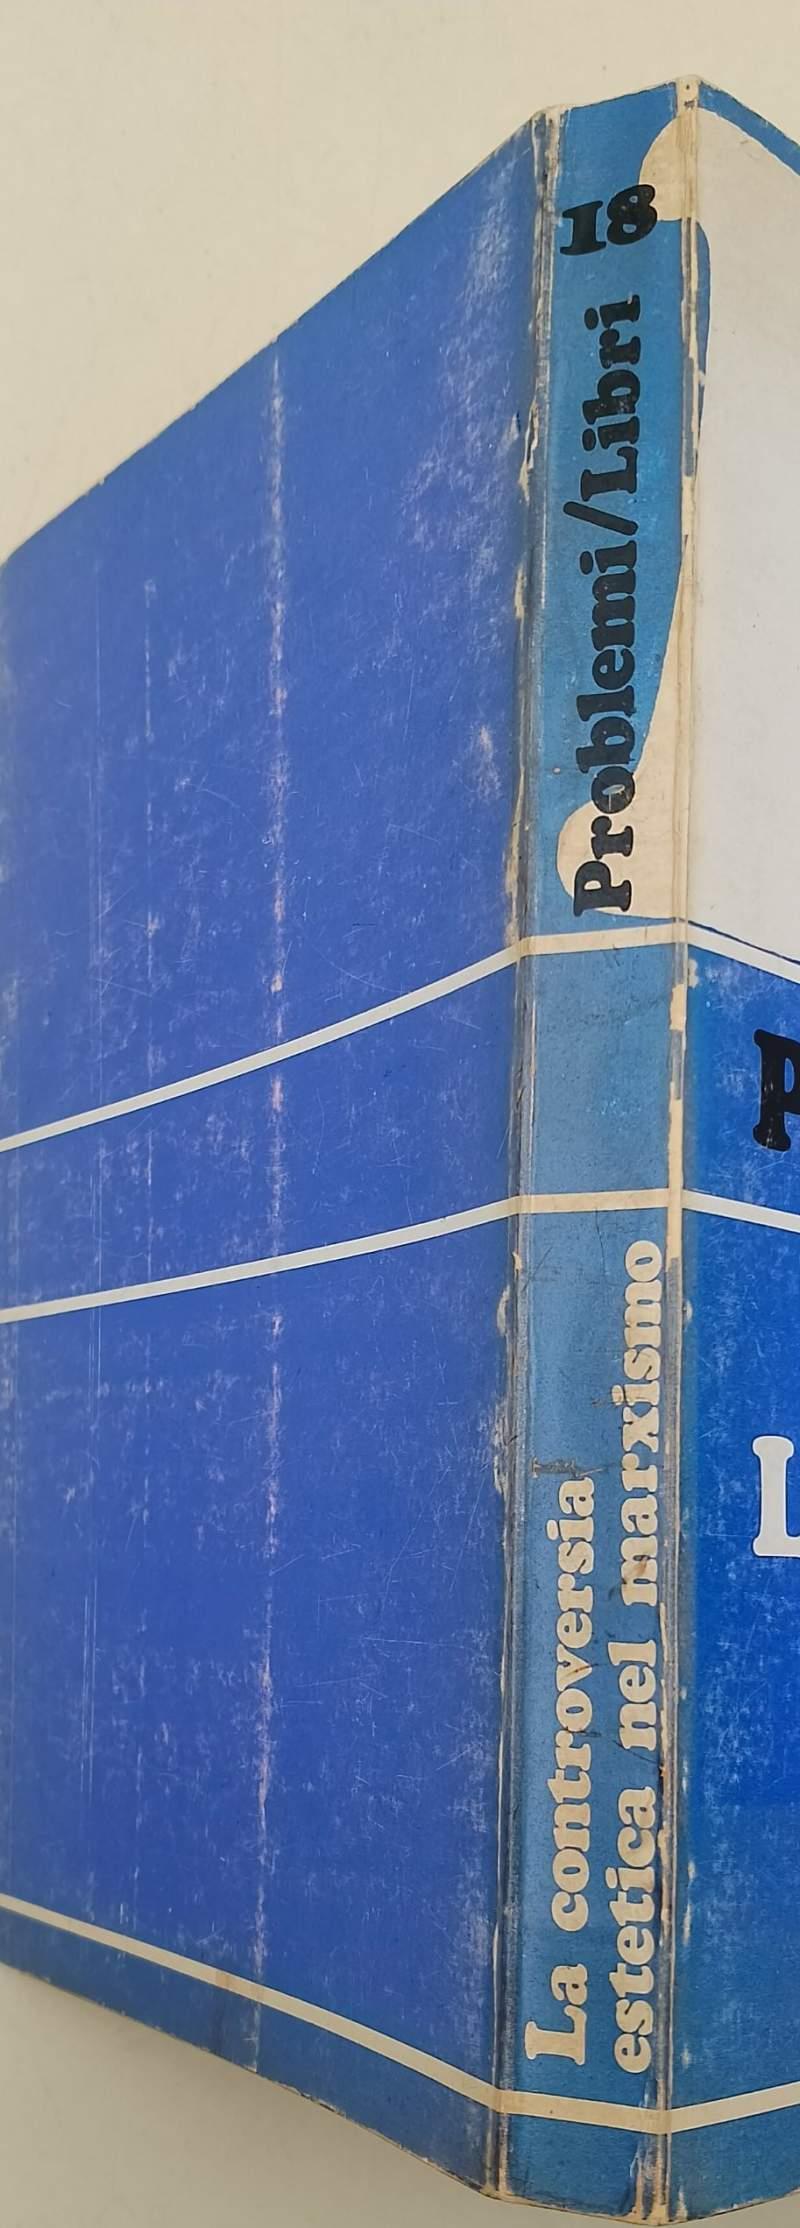 Problemi/Libri 18
La controversia
estetica nel marxismo
P
L